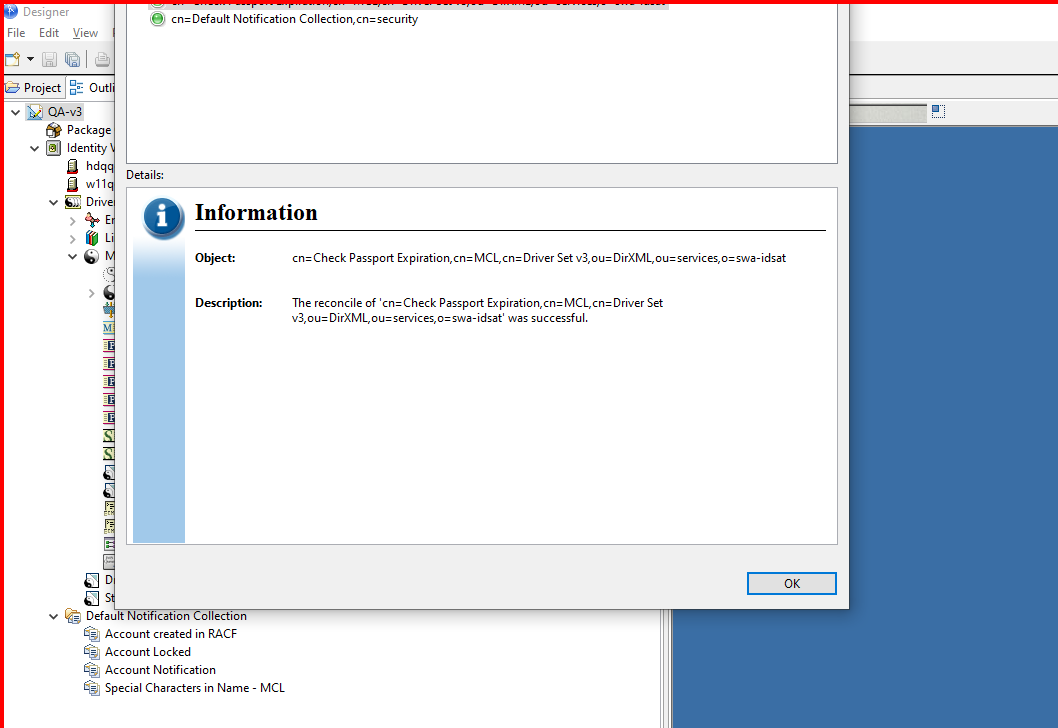 Designer
cn=Default Notification Collection,cn=security
File Edit View
Project
Outli
QA-v3
Package
Identity V
hdqq
w11q
Details:
Drive
Information
Object: cn=Check Passport Expiration,cn=MCL,cn=Driver Set v3,ou=DirXML,ou=services,o=swa-idsat
Description: The reconcile of 'cn=Check Passport Expiration,cn=MCL,cn=Driver Set
v3,ou=DirXML,ou=services,o=swa-idsat' was successful.
OK
Default Notification Collection
Account created in RACF
Account Locked
Account Notification
Special Characters in Name - MCL